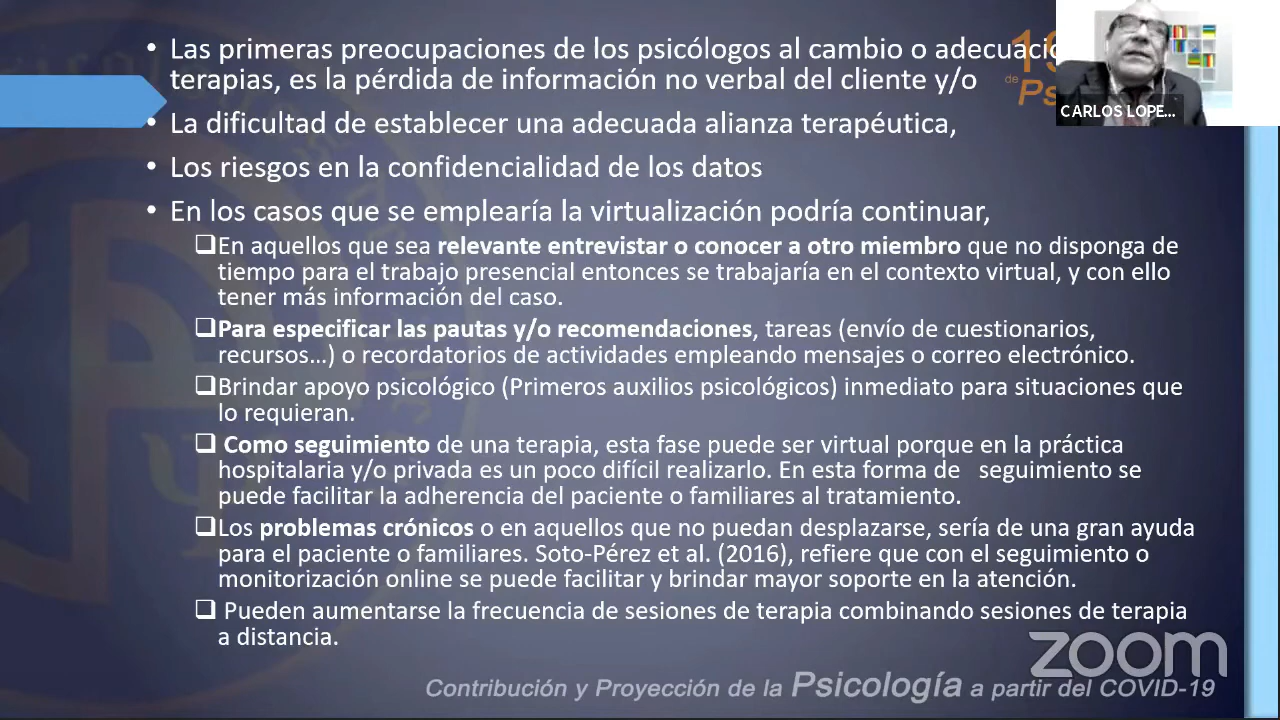 • Las primeras preocupaciones de los psicólogos al cambio o adecuació
terapias, es la pérdida de información no verbal del cliente y/o
• La dificultad de establecer una adecuada alianza terapéutica,
• Los riesgos en la confidencialidad de los datos
• En los casos que se emplearía la virtualización podría continuar,
❑En aquellos que sea relevante entrevistar o conocer a otro miembro que no disponga de
tiempo para el trabajo presencial entonces se trabajaría en el contexto virtual, y con ello
tener más información del caso.
❑Para especificar las pautas y/o recomendaciones, tareas (envío de cuestionarios,
recursos…) o recordatorios de actividades empleando mensajes o correo electrónico.
❑Brindar apoyo psicológico (Primeros auxilios psicológicos) inmediato para situaciones que
lo requieran.
❑ Como seguimiento de una terapia, esta fase puede ser virtual porque en la práctica
hospitalaria y/o privada es un poco difícil realizarlo. En esta forma de seguimiento se
puede facilitar la adherencia del paciente o familiares al tratamiento.
❑Los problemas crónicos o en aquellos que no puedan desplazarse, sería de una gran ayuda
para el paciente o familiares. Soto-Pérez et al. (2016), refiere que con el seguimiento o
monitorización online se puede facilitar y brindar mayor soporte en la atención.
❑ Pueden aumentarse la frecuencia de sesiones de terapia combinando sesiones de terapia
a distancia.
CARLOS LOPE...
de
zoom
Contribución y Proyección de la Psicología a partir del COVID-19